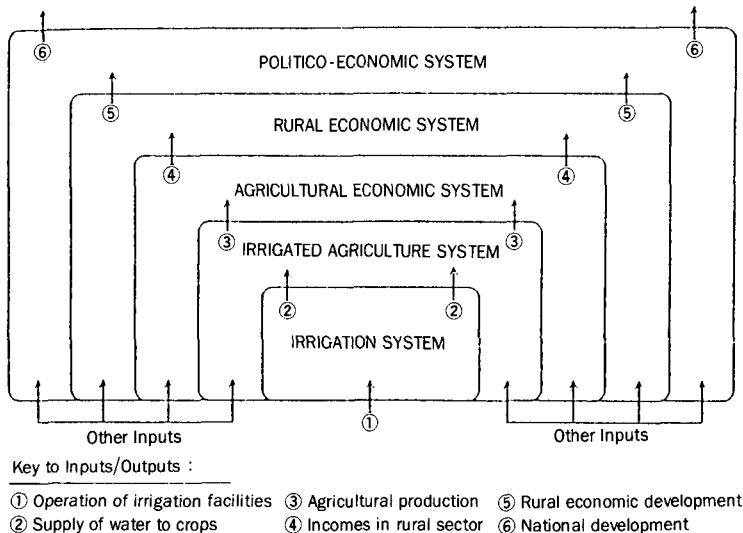 ⑥ ⑥
POLITICO-ECONOMIC SYSTEM
⑤ ⑤
RURAL ECONOMIC SYSTEM
④ ④
AGRICULTURAL ECONOMIC SYSTEM
③ ③
IRRIGATED AGRICULTURE SYSTEM
② ②
IRRIGATION SYSTEM
①
Other Inputs
Other Inputs
Key to Inputs/Outputs :
① Operation of irrigation facilities ③ Agricultural production ⑤ Rural economic development
② Supply of water to crops ④ Incomes in rural sector ⑥ National development